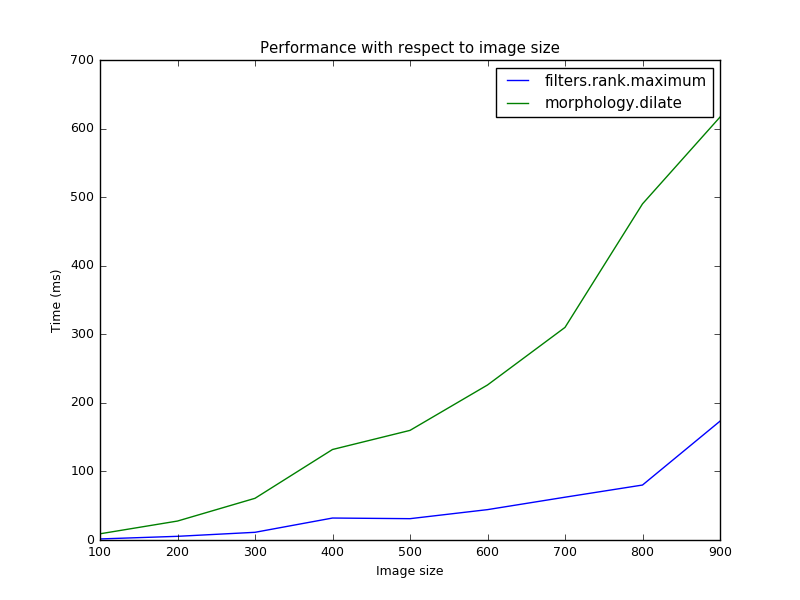 Performance with respect to image size
filters.rank.maximum
morphology.dilate
700
600
500
400
300
200
100
0
Time (ms)
100 200 300 400 500 600 700 800 900
Image size